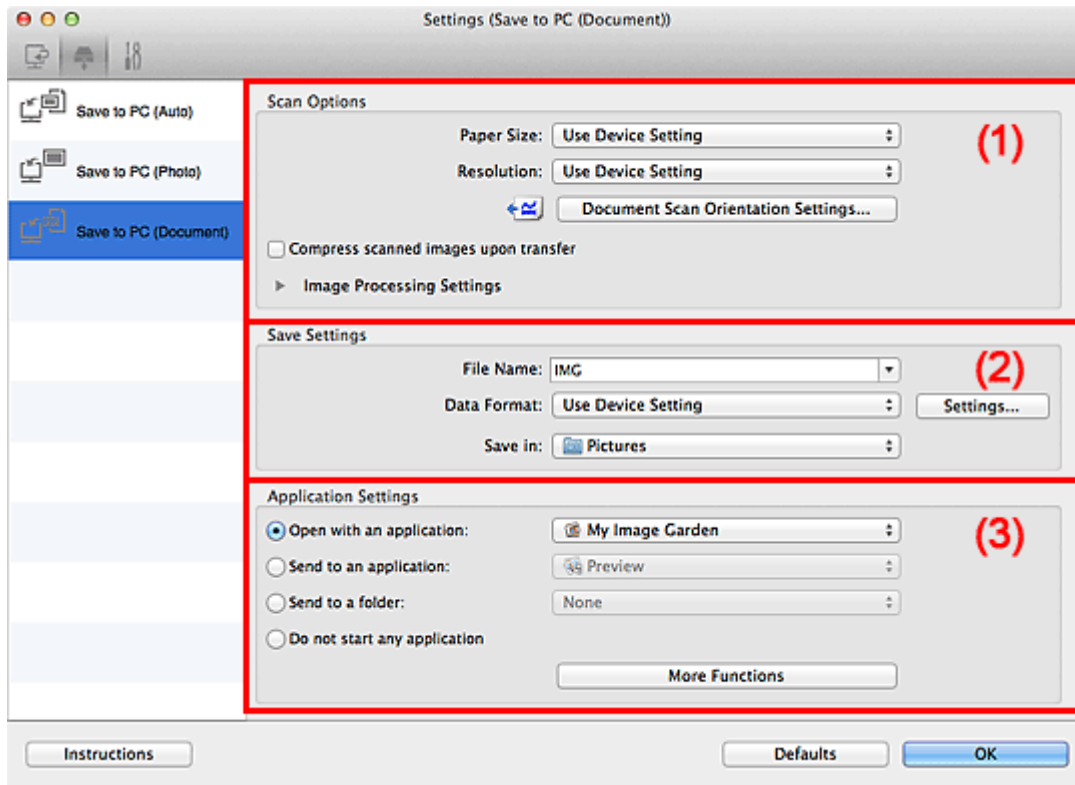 Settings (Save to PC (Document))
Save to PC (Auto)
Save to PC (Photo)
Save to PC (Document)
Scan Options
(1)
Paper Size: Use Device Setting
Resolution: Use Device Setting
Document Scan Orientation Settings...
Compress scanned images upon transfer
Image Processing Settings
Save Settings
(2)
File Name: IMG
Data Format: Use Device Setting Settings...
Save in: Pictures
Application Settings
(3)
Open with an application: My Image Garden
Send to an application: Preview
Send to a folder: None
Do not start any application
More Functions
Instructions Defaults OK